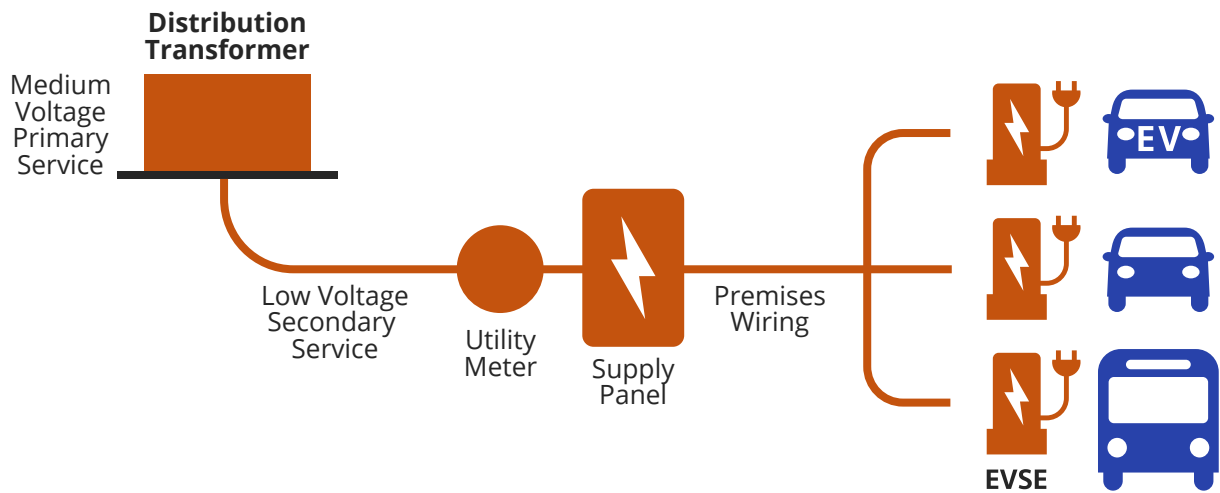 Distribution
Transformer
Medium
Voltage
Primary
Service
Low Voltage
Secondary
Service
Utility
Meter
Supply
Panel
Premises
Wiring
EV
EVSE